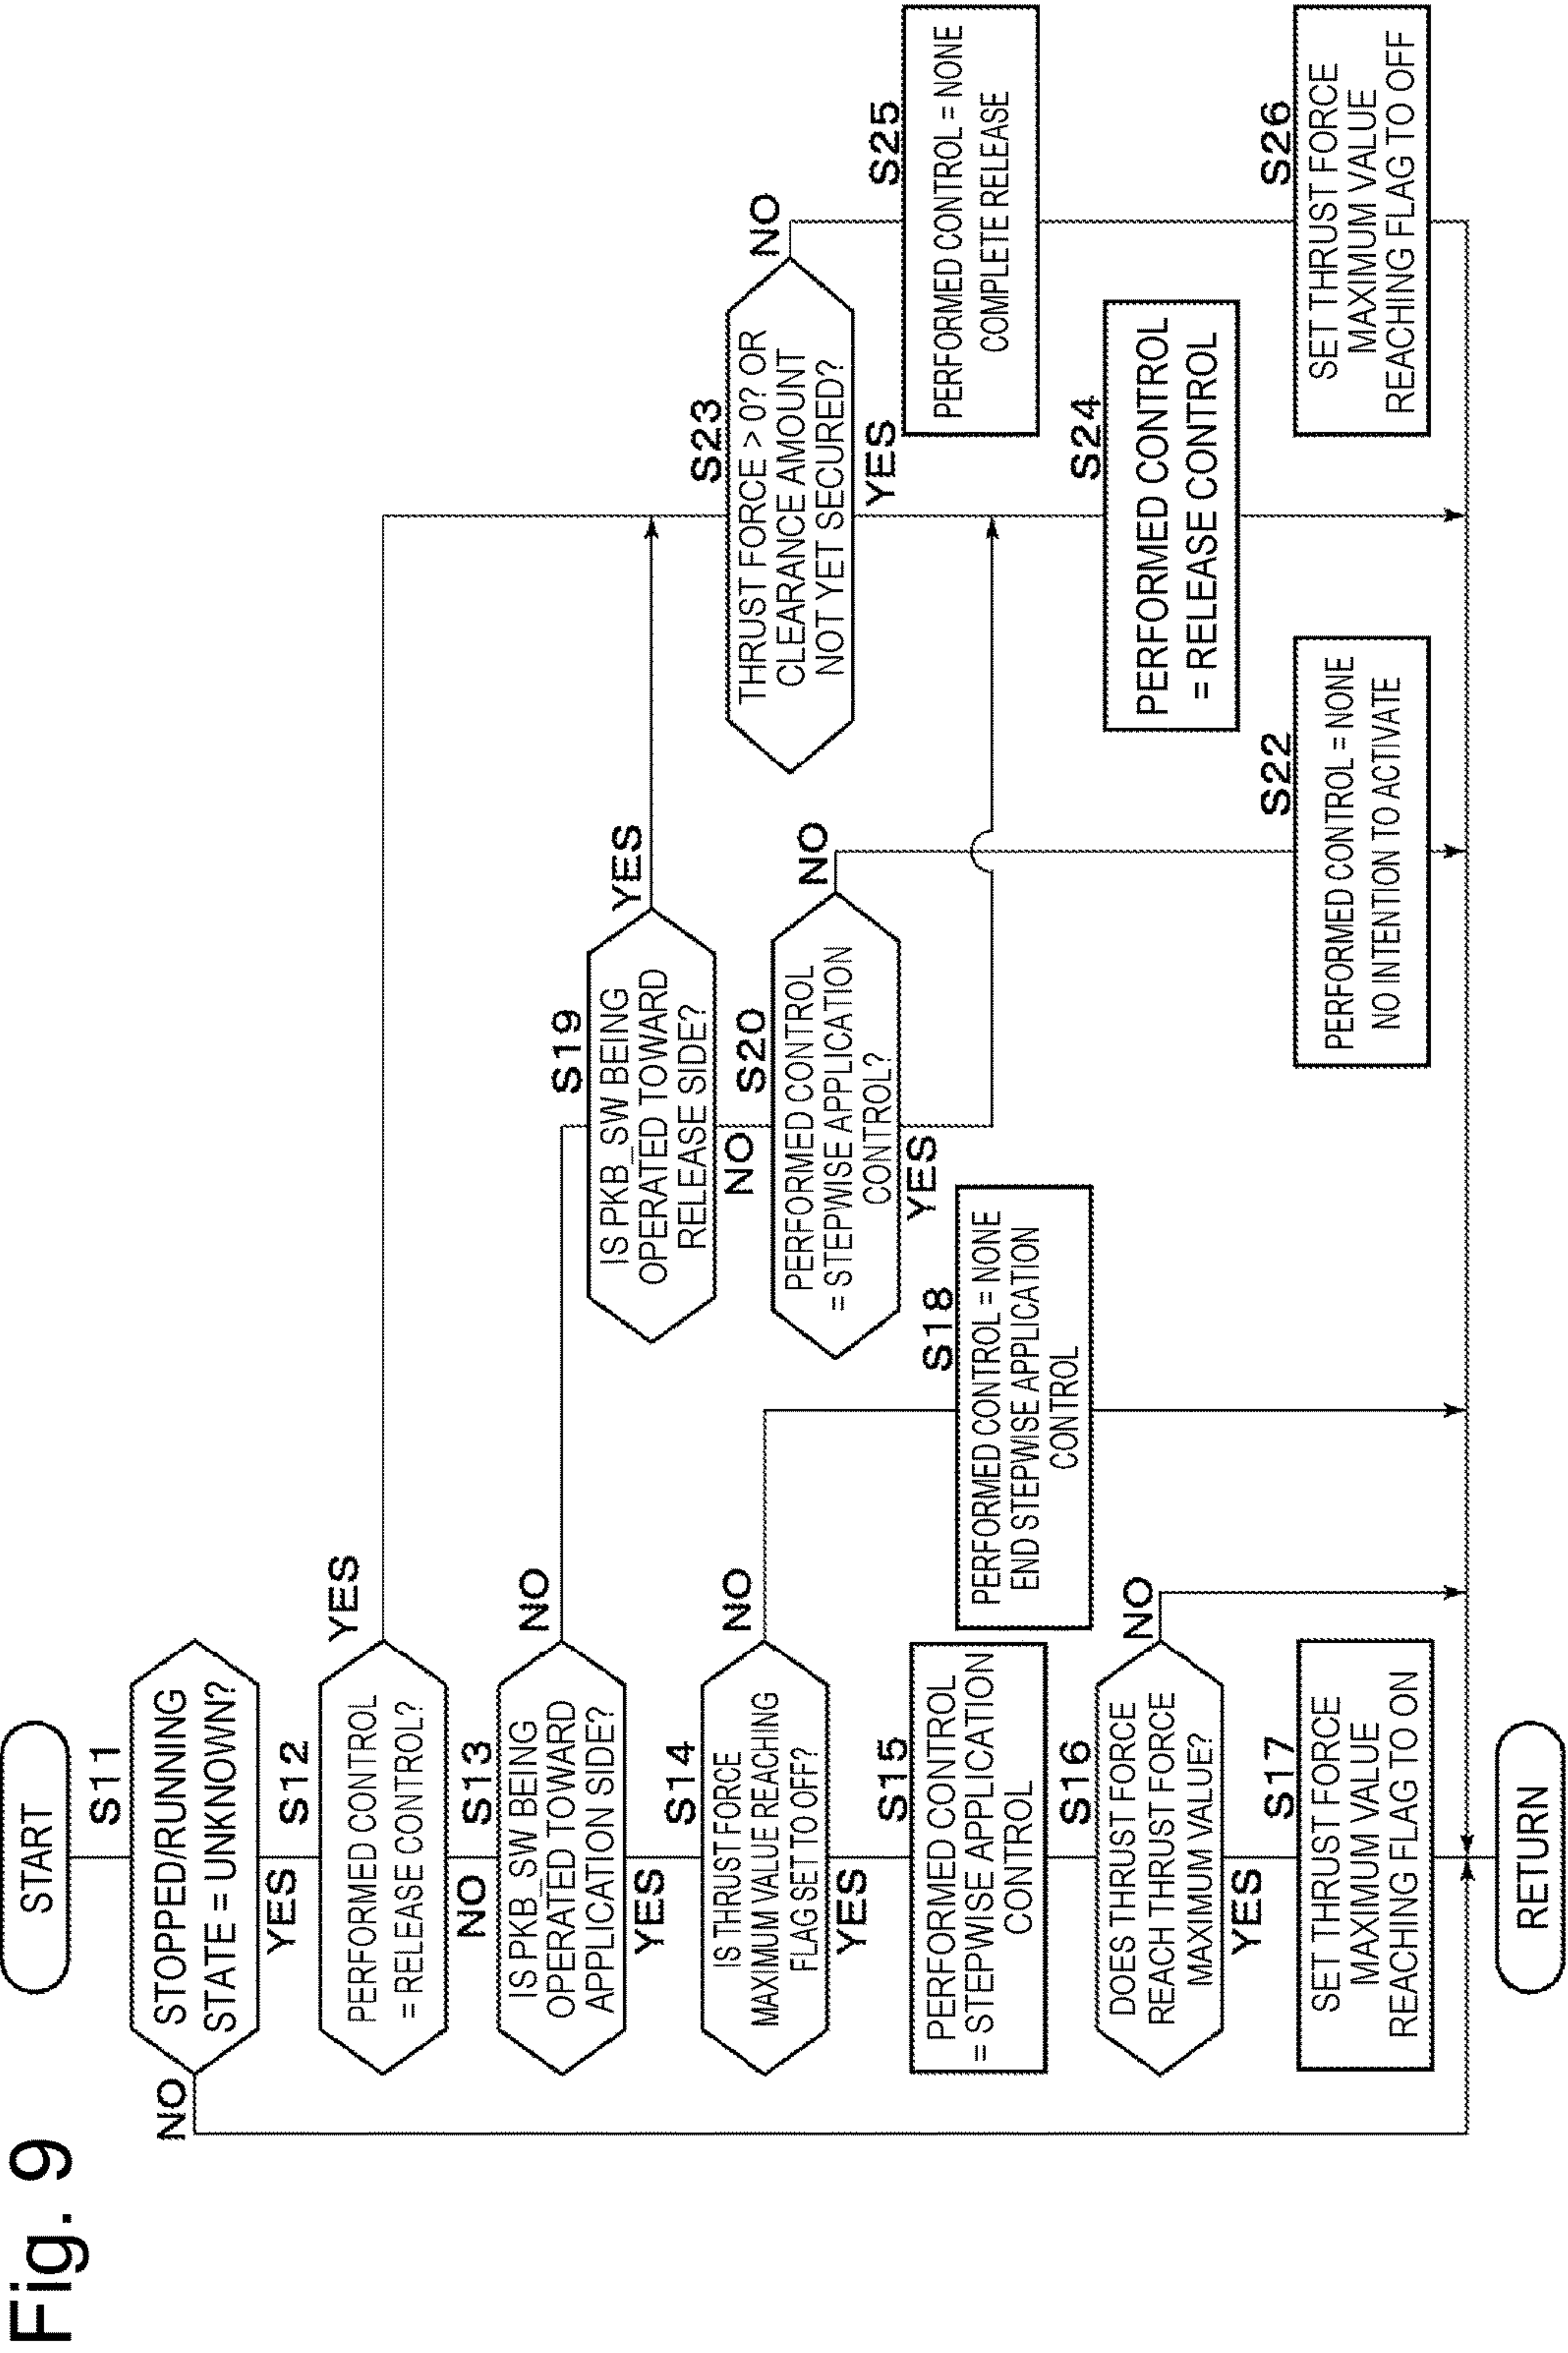 Fig. 9
START
S11
STOPPED/RUNNING
STATE = UNKNOWN?
NO
YES
S12
PERFORMED CONTROL
= RELEASE CONTROL?
YES
NO
S13
IS PKB_SW BEING
OPERATED TOWARD
APPLICATION SIDE?
NO
YES
S14
IS THRUST FORCE
MAXIMUM VALUE REACHING
FLAG SET TO OFF?
NO
YES
S15
PERFORMED CONTROL
= STEPWISE APPLICATION
CONTROL
S16
DOES THRUST FORCE
REACH THRUST FORCE
MAXIMUM VALUE?
NO
YES
S17
SET THRUST FORCE
MAXIMUM VALUE
REACHING FLAG TO ON
S18
PERFORMED CONTROL = NONE
END STEPWISE APPLICATION
CONTROL
S19
IS PKB_SW BEING
OPERATED TOWARD
RELEASE SIDE?
YES
NO
S20
PERFORMED CONTROL
= STEPWISE APPLICATION
CONTROL?
NO
YES
S22
PERFORMED CONTROL = NONE
NO INTENTION TO ACTIVATE
S23
THRUST FORCE > 0? OR
CLEARANCE AMOUNT
NOT YET SECURED?
NO
YES
S24
PERFORMED CONTROL
= RELEASE CONTROL
S25
PERFORMED CONTROL = NONE
COMPLETE RELEASE
S26
SET THRUST FORCE
MAXIMUM VALUE
REACHING FLAG TO OFF
RETURN